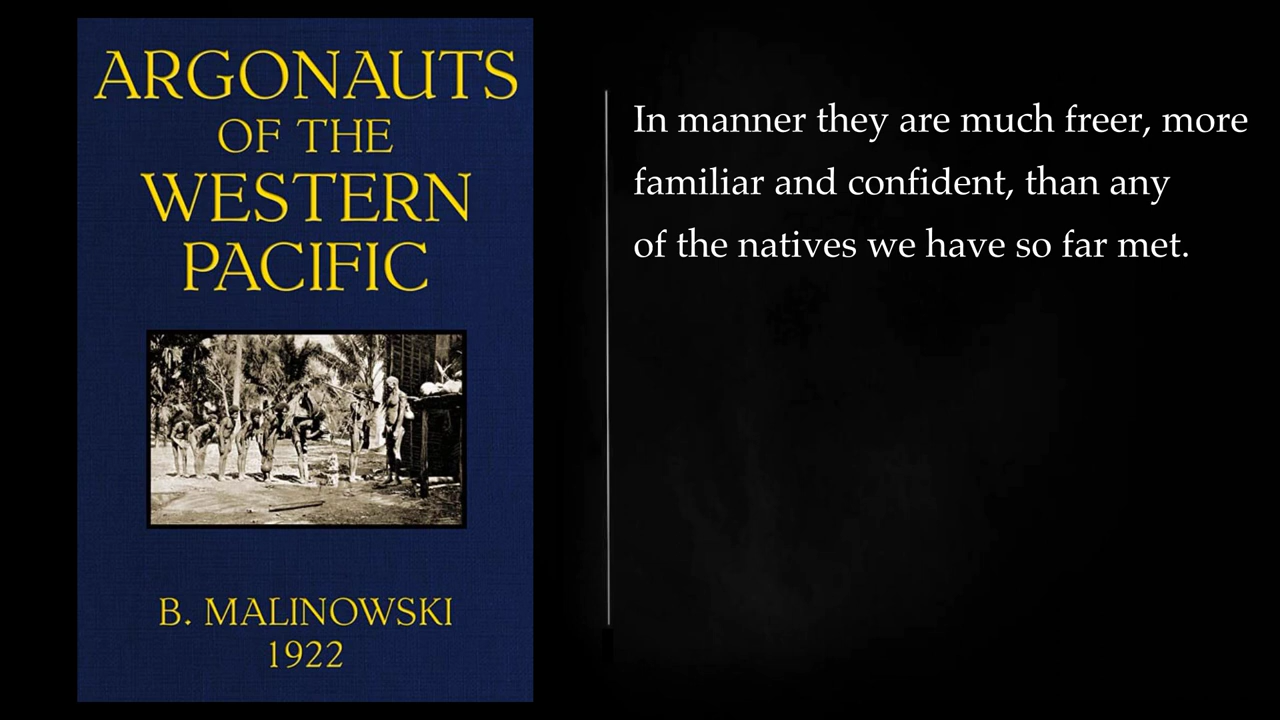 ARGONAUTS
OF THE
WESTERN
PACIFIC
B. MALINOWSKI
1922
In manner they are much freer, more
familiar and confident, than any
of the natives we have so far met.